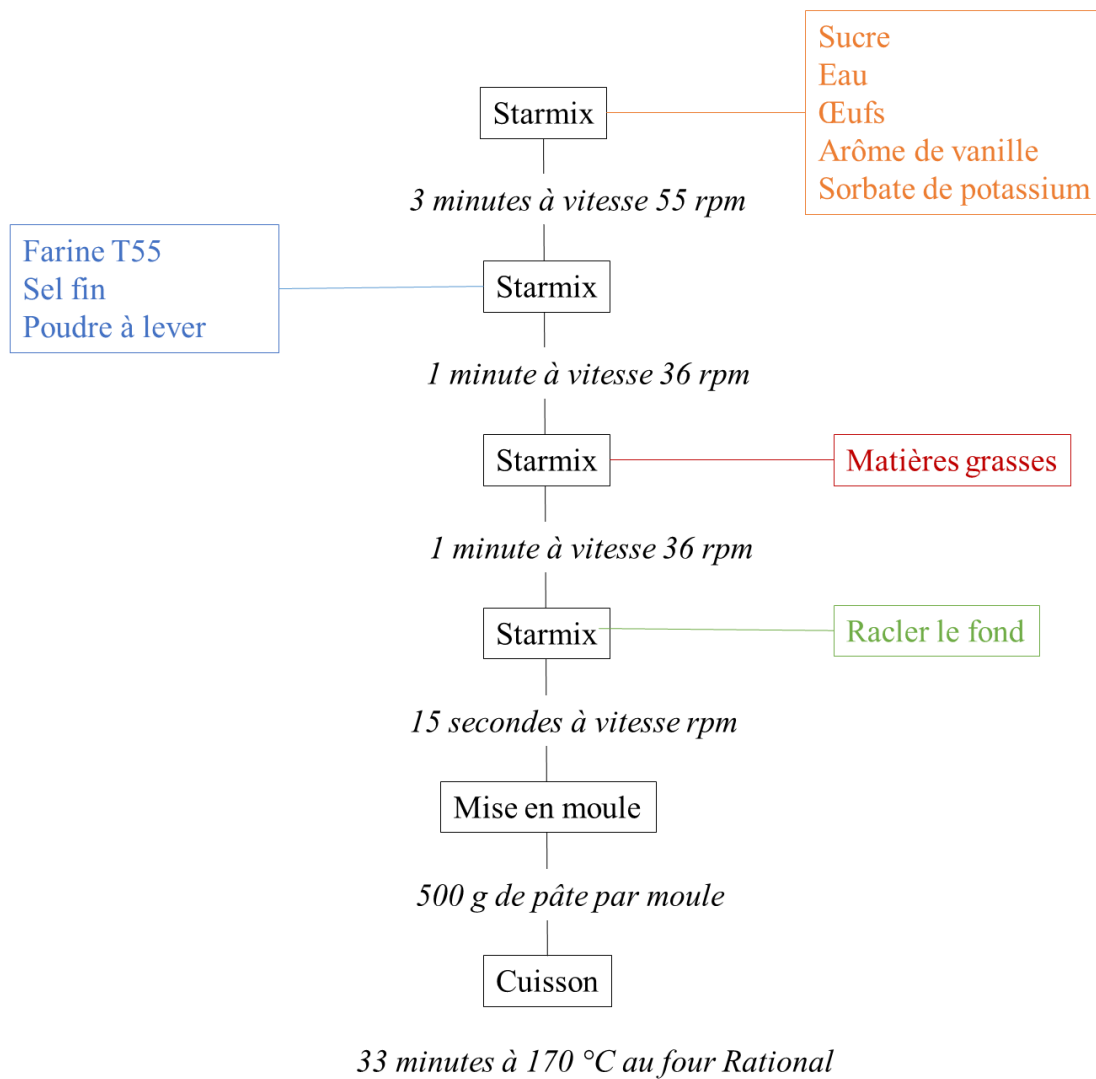 Sucre
Eau
Œufs
Arôme de vanille
Sorbate de potassium
Starmix
3 minutes à vitesse 55 rpm
Farine T55
Sel fin
Poudre à lever
Starmix
1 minute à vitesse 36 rpm
Starmix
Matières grasses
1 minute à vitesse 36 rpm
Starmix
Racler le fond
15 secondes à vitesse rpm
Mise en moule
500 g de pâte par moule
Cuisson
33 minutes à 170 °C au four Rational